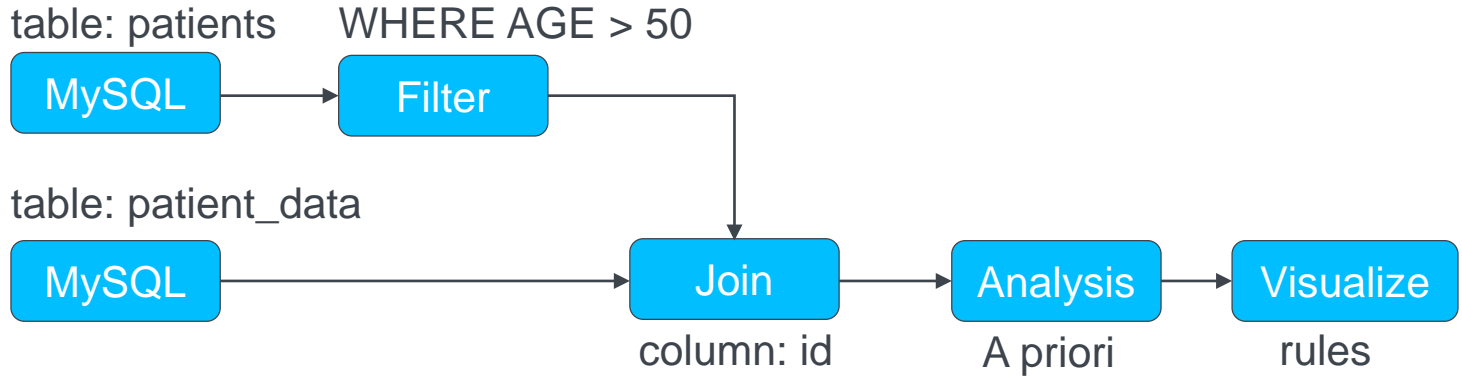 table: patients WHERE AGE > 50
MySQL Filter
table: patient_data
MySQL Join Analysis Visualize
column: id A priori rules